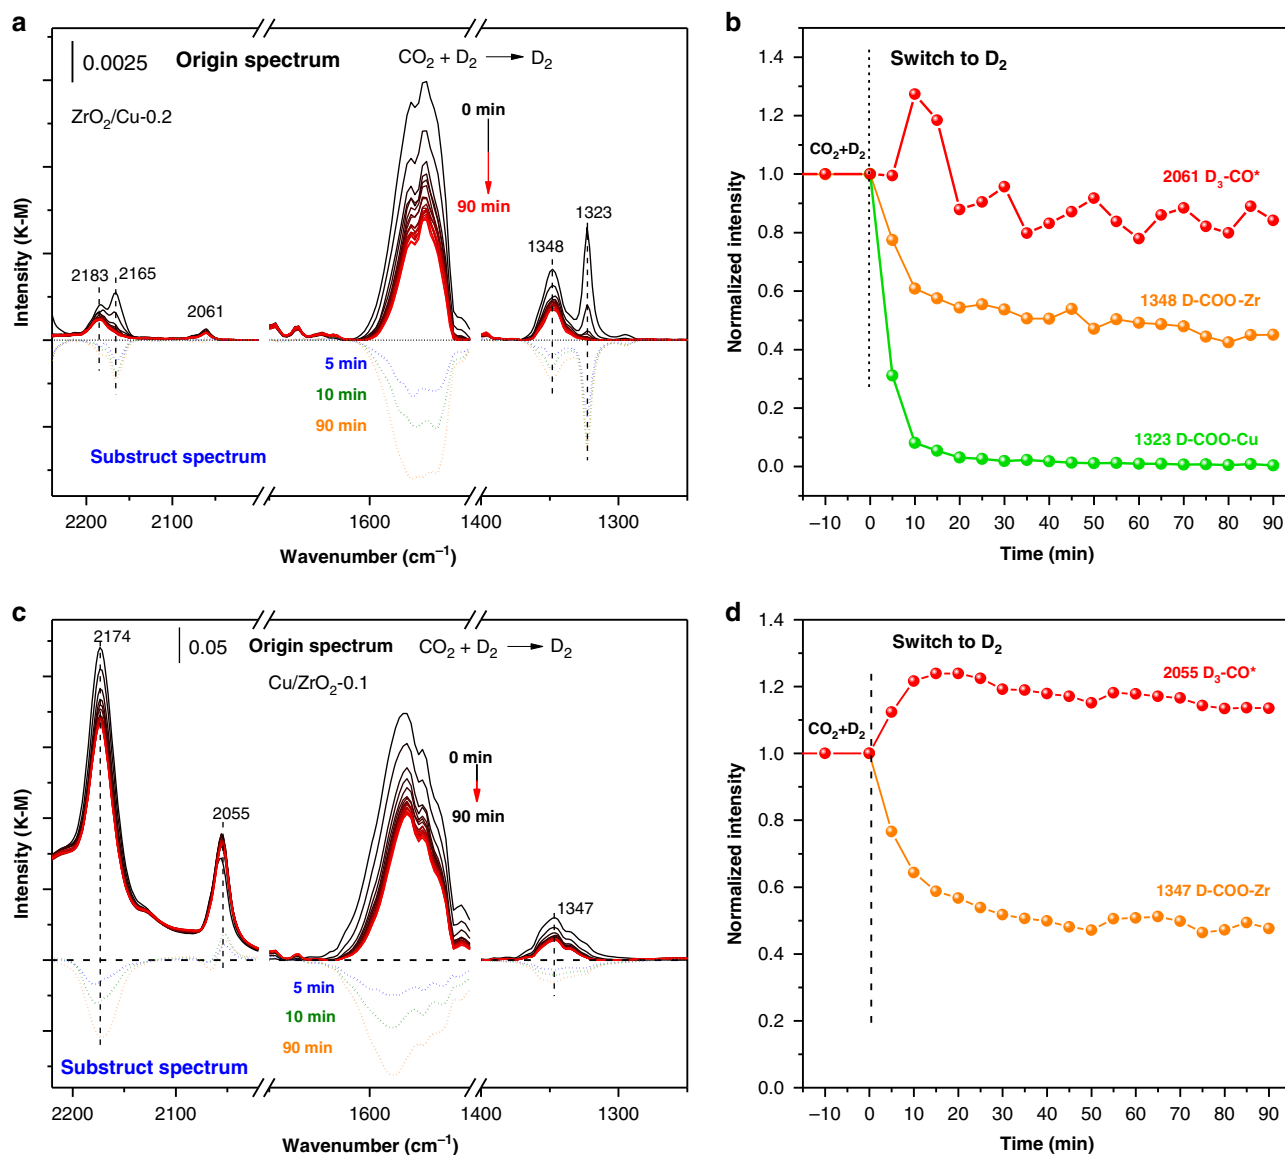 a
0.0025
Origin spectrum
CO2 + D2 → D2
ZrO2/Cu-0.2
0 min
90 min
2183
2165
2061
1348
1323
5 min
10 min
90 min
Substruct spectrum
Intensity (K-M)
2200 2100 1600 1400 1300
Wavenumber (cm−1)
b
Switch to D2
CO2+D2
2061 D3-CO*
1348 D-COO-Zr
1323 D-COO-Cu
Normalized intensity
1.4
1.2
1.0
0.8
0.6
0.4
0.2
0.0
−10 0 10 20 30 40 50 60 70 80 90
Time (min)
c
2174
0.05
Origin spectrum
CO2 + D2 → D2
Cu/ZrO2-0.1
0 min
90 min
2055
1347
5 min
10 min
90 min
Substruct spectrum
Intensity (K-M)
2200 2100 1600 1400 1300
Wavenumber (cm−1)
d
Switch to D2
CO2+D2
2055 D3-CO*
1347 D-COO-Zr
Normalized intensity
1.4
1.2
1.0
0.8
0.6
0.4
0.2
0.0
−10 0 10 20 30 40 50 60 70 80 90
Time (min)